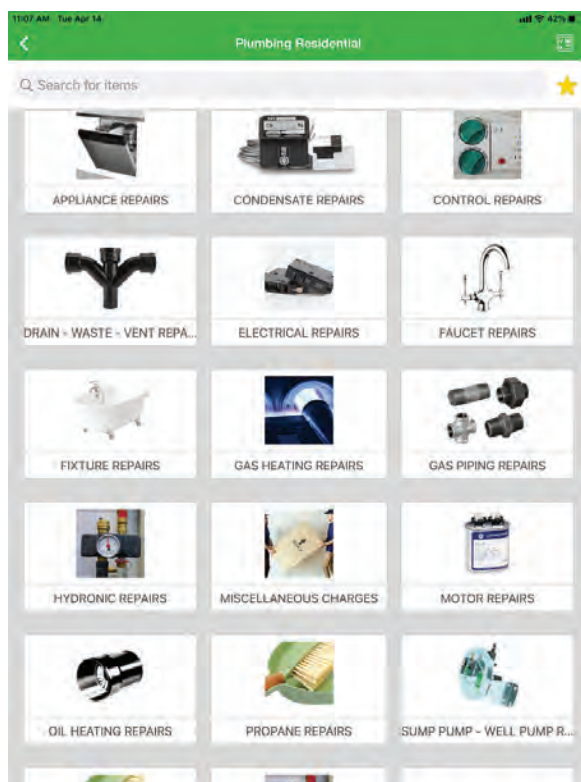 11:07 AM Tue Apr 14
42%
Plumbing Residential
Search for items
APPLIANCE REPAIRS
CONDENSATE REPAIRS
CONTROL REPAIRS
DRAIN - WASTE - VENT REPA...
ELECTRICAL REPAIRS
FAUCET REPAIRS
FIXTURE REPAIRS
GAS HEATING REPAIRS
GAS PIPING REPAIRS
HYDRONIC REPAIRS
MISCELLANEOUS CHARGES
MOTOR REPAIRS
OIL HEATING REPAIRS
PROPANE REPAIRS
SUMP PUMP - WELL PUMP R...